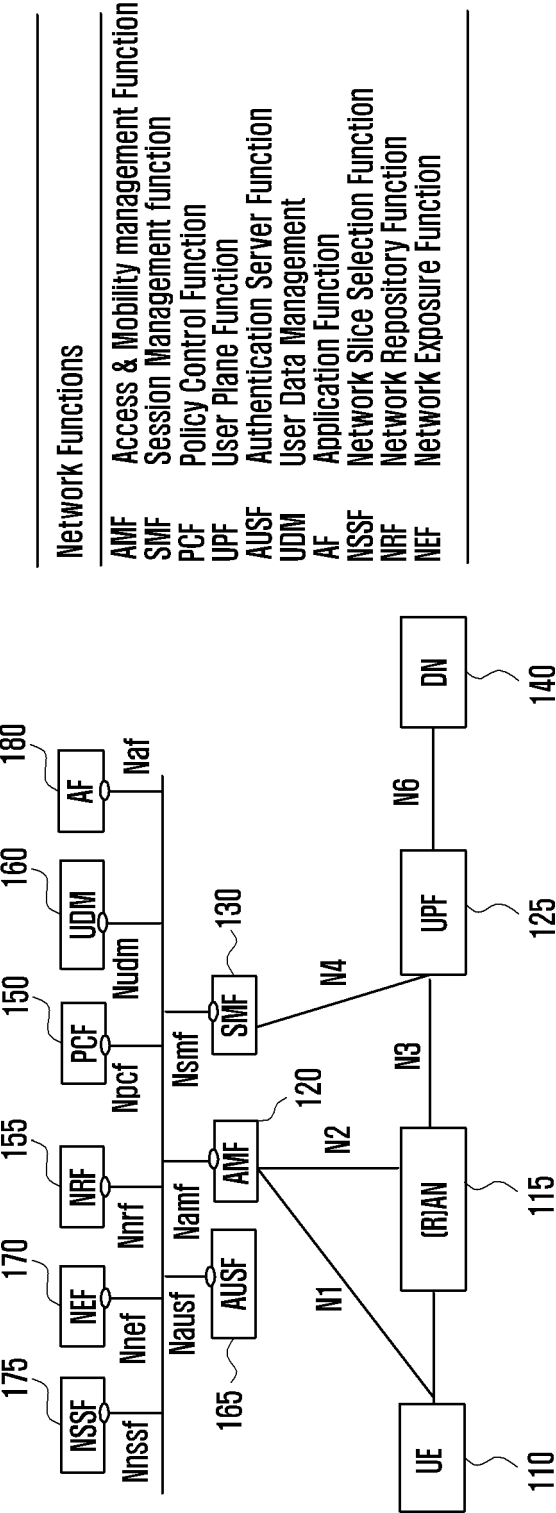 175
170
155
150
160
180
NSSF
NEF
NRF
PCF
UDM
AF
Nnssf
Nnef
Nnrf
Npcf
Nudm
Naf
Nausf
Namf
Nsmf
AUSF
AMF
SMF
165
120
130
N1
N2
N4
UE
(R)AN
N3
UPF
N6
DN
110
115
125
140
Network Functions
AMF Access & Mobility management Function
SMF Session Management function
PCF Policy Control Function
UPF User Plane Function
AUSF Authentication Server Function
UDM User Data Management
AF Application Function
NSSF Network Slice Selection Function
NRF Network Repository Function
NEF Network Exposure Function